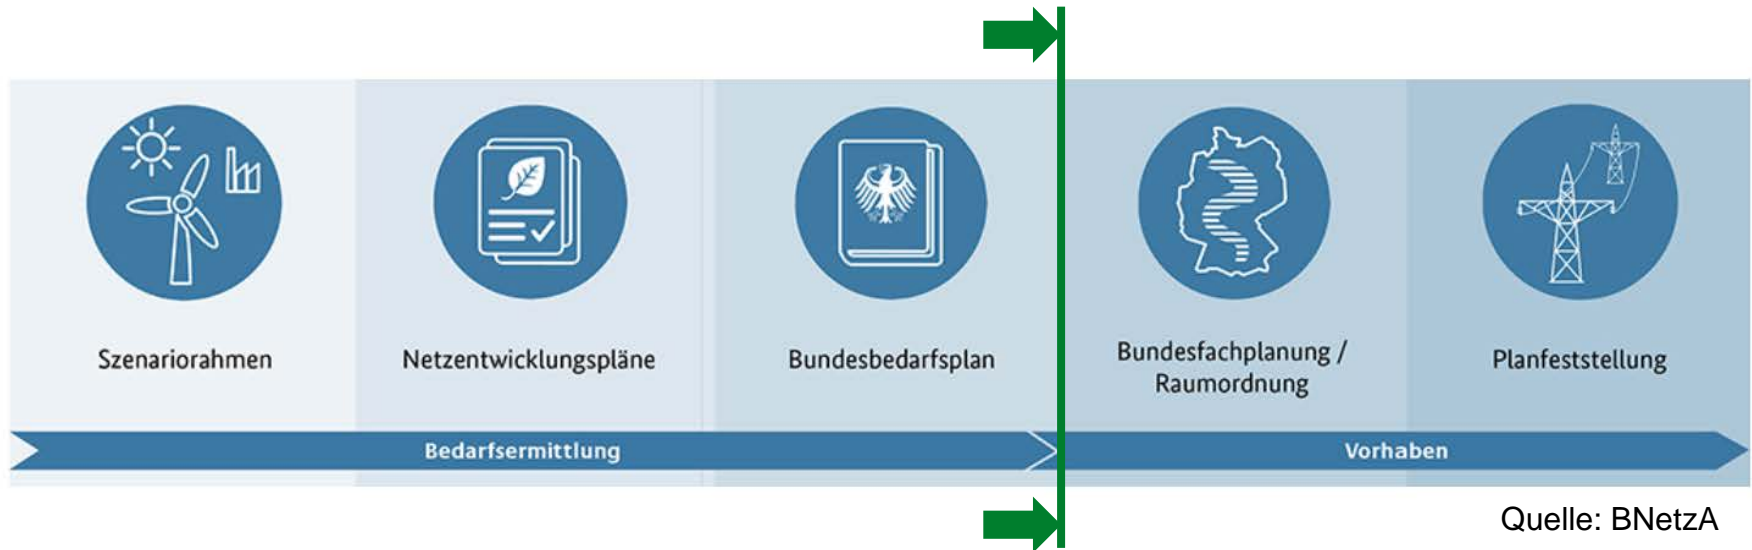 Szenariorahmen
Netzentwicklungspläne
Bundesbedarfsplan
Bundesfachplanung /
Raumordnung
Planfeststellung
Bedarfsermittlung
Vorhaben
Quelle: BNetzA